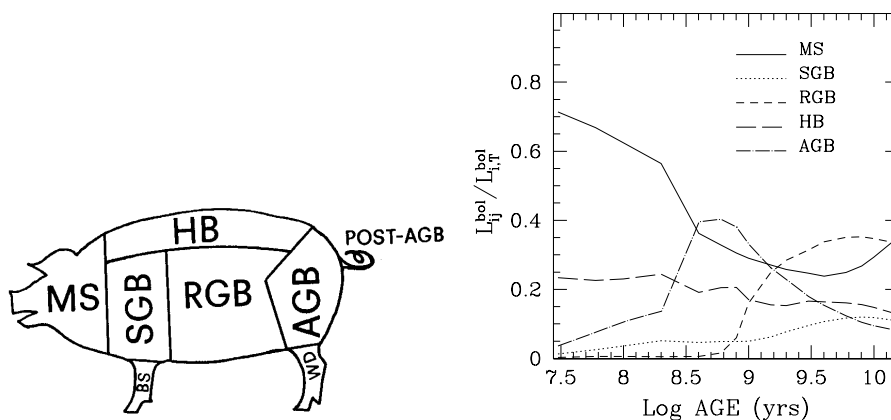 HB
POST-AGB
MS
SGB
RGB
AGB
BS
WD
L_ij^bol/L_i,T^bol
0.8
0.6
0.4
0.2
0
MS
SGB
RGB
HB
AGB
7.5 8 8.5 9 9.5 10
Log AGE (yrs)